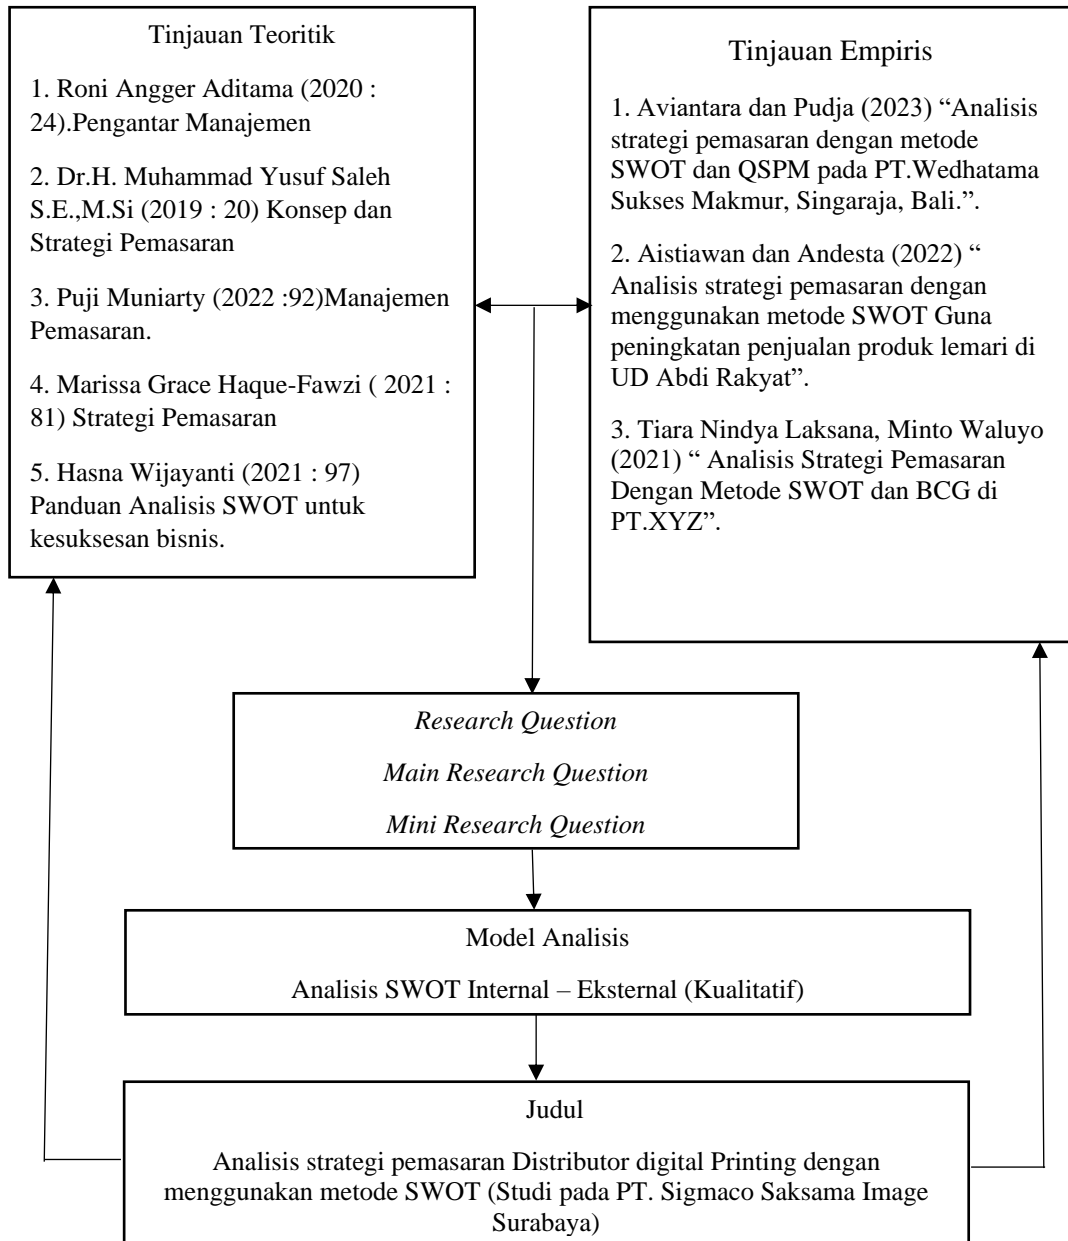 Tinjauan Teoritik
1. Roni Angger Aditama (2020 :
24).Pengantar Manajemen
2. Dr.H. Muhammad Yusuf Saleh
S.E.,M.Si (2019 : 20) Konsep dan
Strategi Pemasaran
3. Puji Muniarty (2022 :92)Manajemen
Pemasaran.
4. Marissa Grace Haque-Fawzi ( 2021 :
81) Strategi Pemasaran
5. Hasna Wijayanti (2021 : 97)
Panduan Analisis SWOT untuk
kesuksesan bisnis.
Tinjauan Empiris
1. Aviantara dan Pudja (2023) “Analisis
strategi pemasaran dengan metode
SWOT dan QSPM pada PT.Wedhatama
Sukses Makmur, Singaraja, Bali.”.
2. Aistiawan dan Andesta (2022) “
Analisis strategi pemasaran dengan
menggunakan metode SWOT Guna
peningkatan penjualan produk lemari di
UD Abdi Rakyat”.
3. Tiara Nindya Laksana, Minto Waluyo
(2021) “ Analisis Strategi Pemasaran
Dengan Metode SWOT dan BCG di
PT.XYZ”.
Research Question
Main Research Question
Mini Research Question
Model Analisis
Analisis SWOT Internal – Eksternal (Kualitatif)
Judul
Analisis strategi pemasaran Distributor digital Printing dengan
menggunakan metode SWOT (Studi pada PT. Sigmaco Saksama Image
Surabaya)